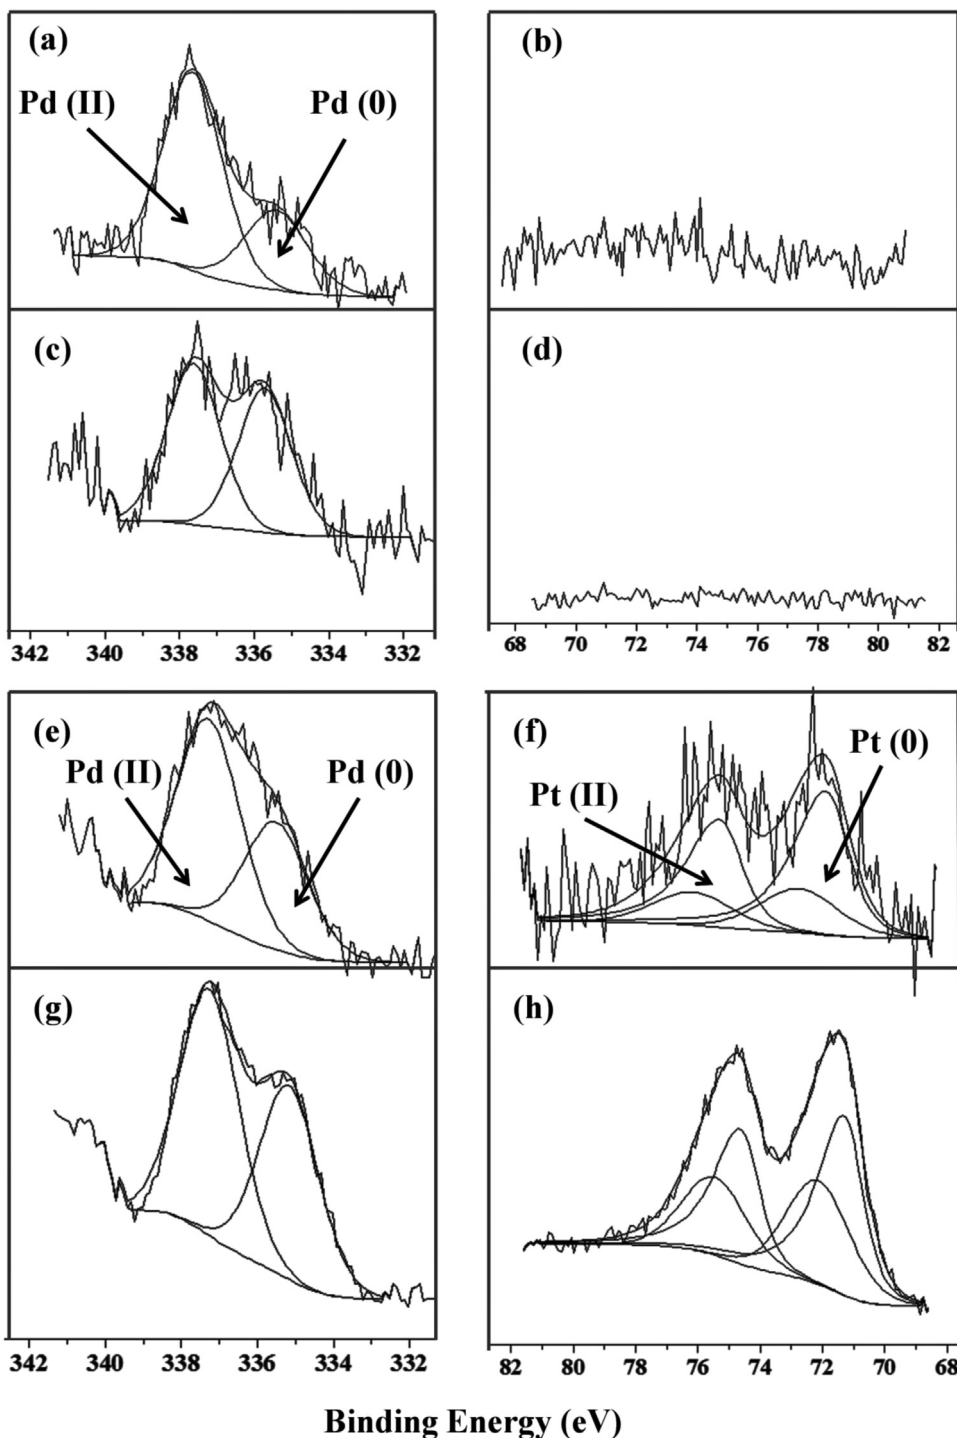 (a)
(b)
Pd (II)
Pd (0)
(c)
(d)
342 340 338 336 334 332
68 70 72 74 76 78 80 82
(e)
(f)
Pd (II)
Pd (0)
Pt (0)
Pt (II)
(g)
(h)
342 340 338 336 334 332
82 80 78 76 74 72 70 68
Binding Energy (eV)